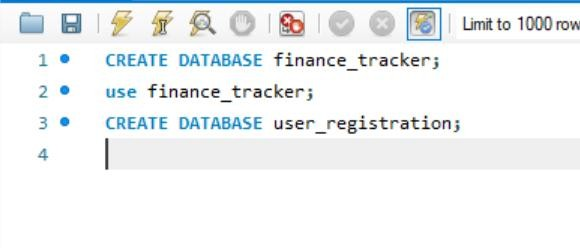 Limit to 1000 row
1 CREATE DATABASE finance_tracker;
2 use finance_tracker;
3 CREATE DATABASE user_registration;
4